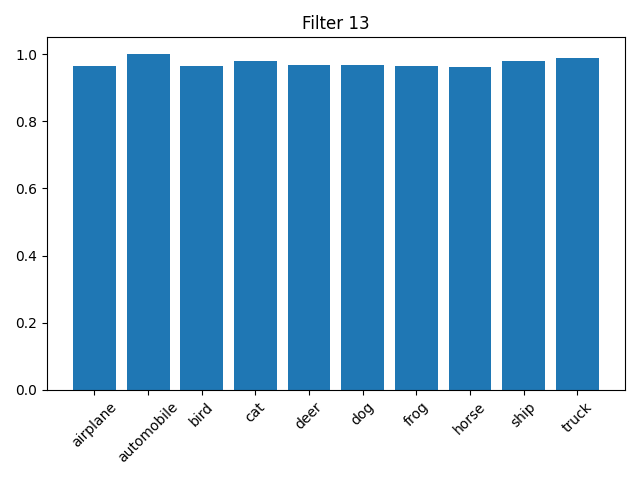 Filter 13
1.0
0.8
0.6
0.4
0.2
0.0
airplane
automobile
bird
cat
deer
dog
frog
horse
ship
truck